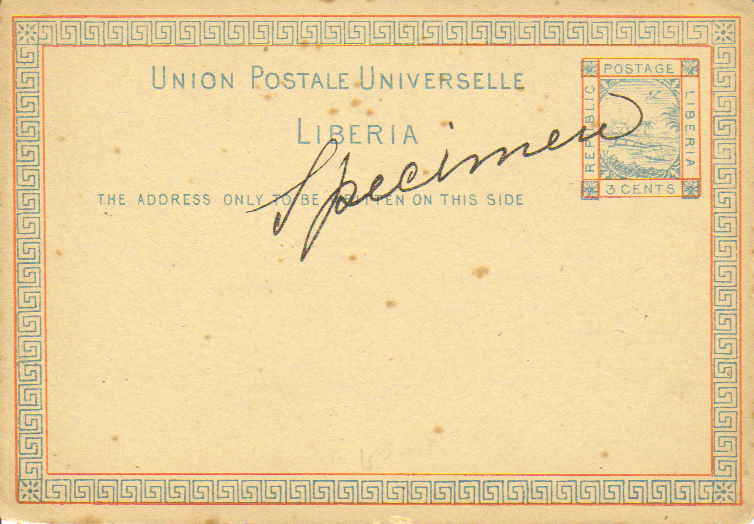 UNION POSTALE UNIVERSELLE
LIBERIA
THE ADDRESS ONLY TO BE WRITTEN ON THIS SIDE
Specimen
POSTAGE
REPUBLIC
LIBERIA
3 CENTS